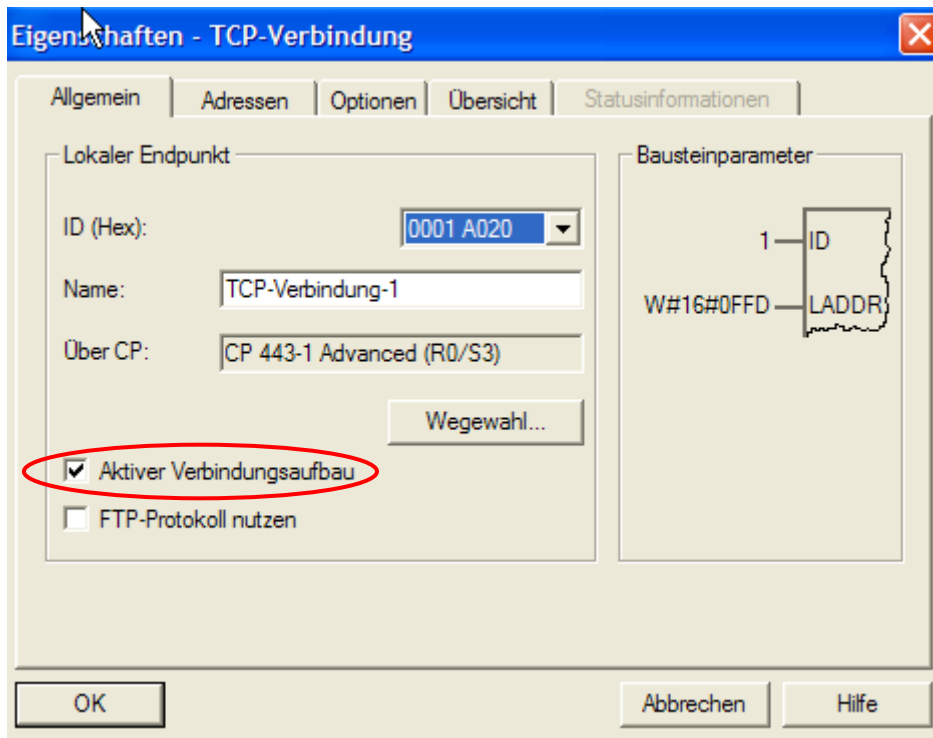 Eigenschaften - TCP-Verbindung
Allgemein Adressen Optionen Übersicht Statusinformationen
Lokaler Endpunkt
ID (Hex): 0001 A020
Name: TCP-Verbindung-1
Über CP: CP 443-1 Advanced (R0/S3)
Wegewahl...
Aktiver Verbindungsaufbau
FTP-Protokoll nutzen
Bausteinparameter
1 ID
W#16#0FFD LADDR
OK Abbrechen Hilfe